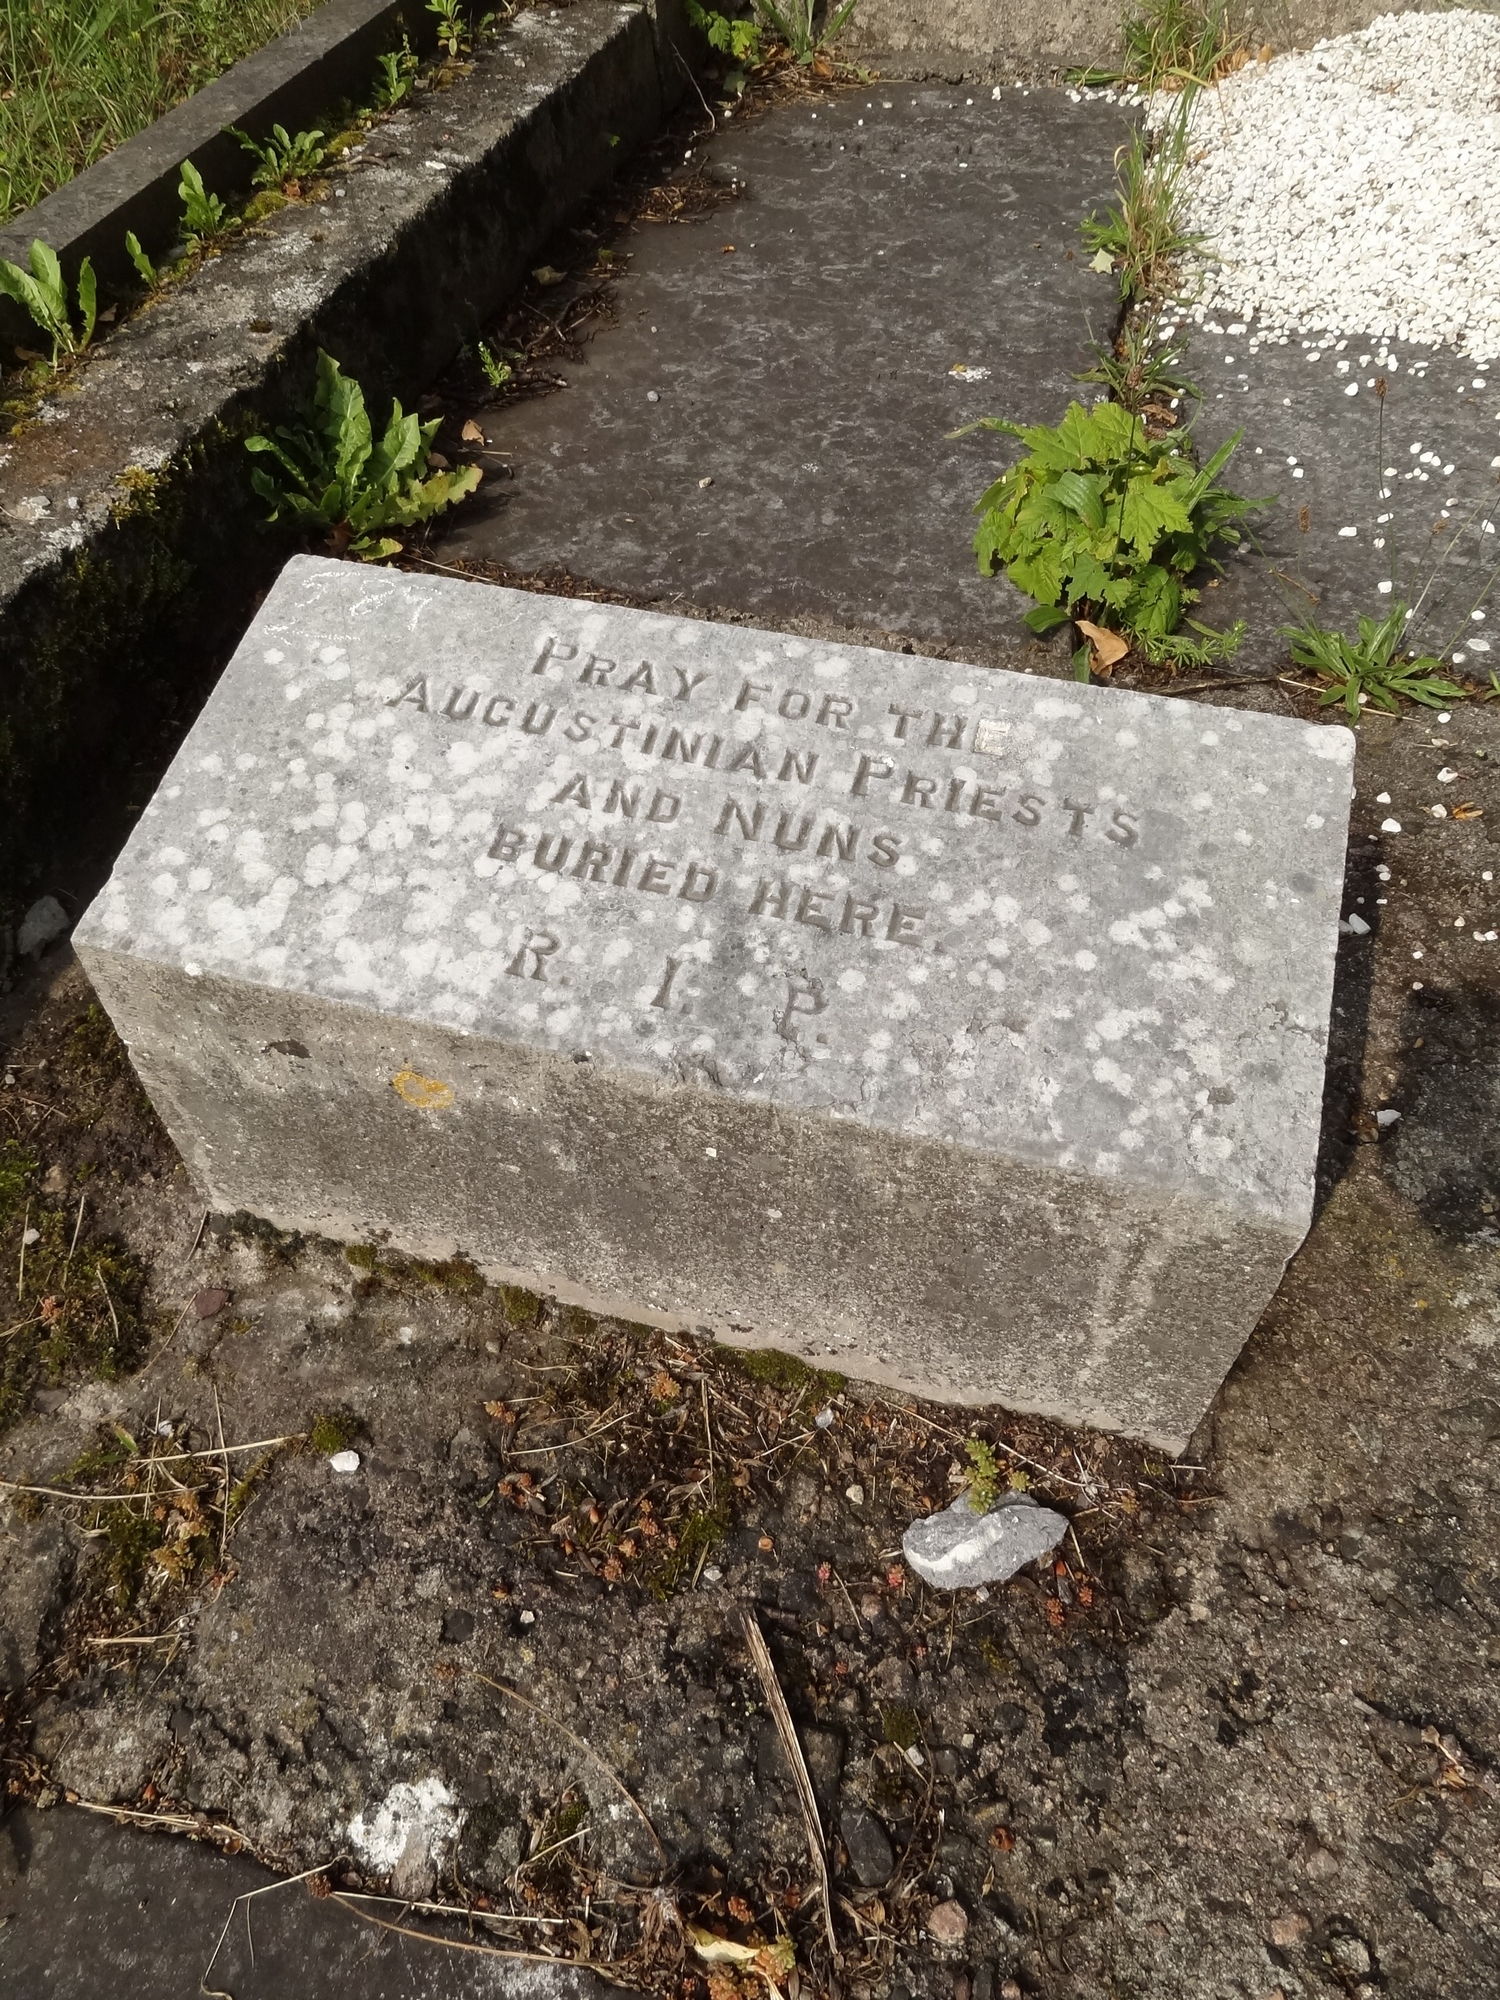 PRAY FOR THE
AUGUSTINIAN PRIESTS
AND NUNS
BURIED HERE.
R. I. P.